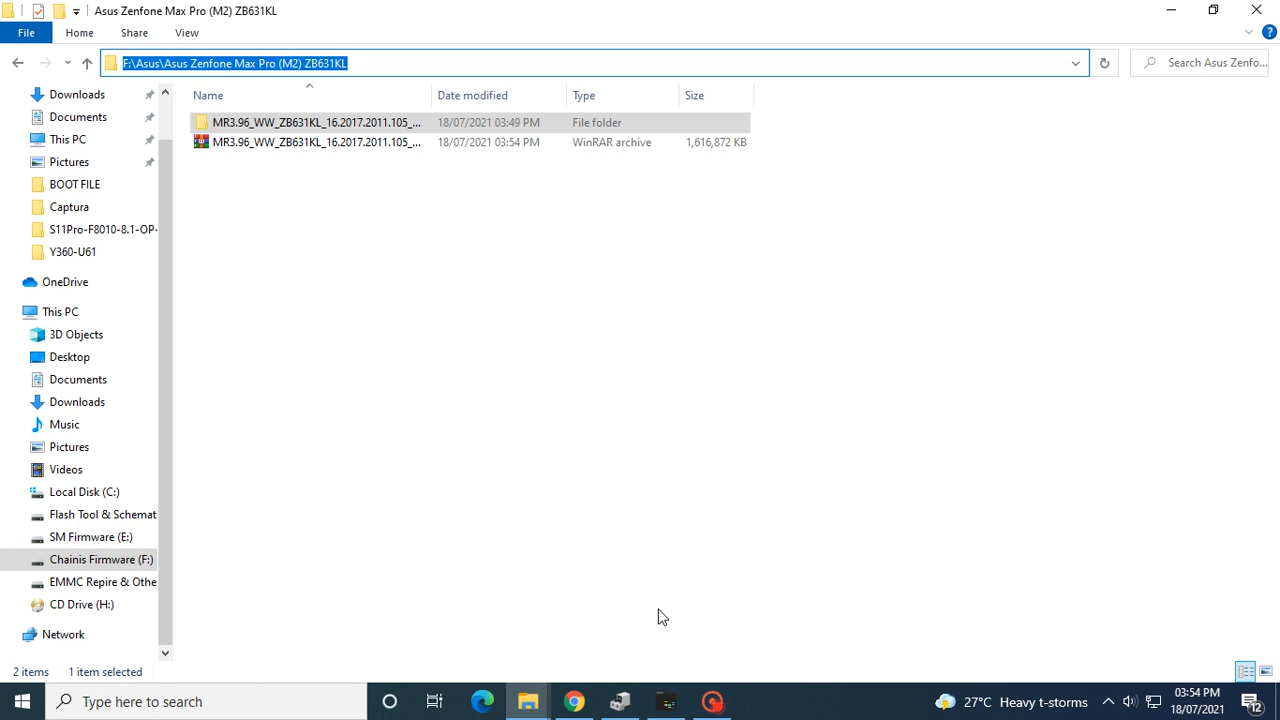 Asus Zenfone Max Pro (M2) ZB631KL
File Home Share View
F:\Asus\Asus Zenfone Max Pro (M2) ZB631KL
Search Asus Zenfo...
Name Date modified Type Size
MR3.96_WW_ZB631KL_16.2017.2011.105_... 18/07/2021 03:49 PM File folder
MR3.96_WW_ZB631KL_16.2017.2011.105_... 18/07/2021 03:54 PM WinRAR archive 1,616,872 KB
Downloads
Documents
This PC
Pictures
BOOT FILE
Captura
S11Pro-F8010-8.1-OP-
Y360-U61
OneDrive
This PC
3D Objects
Desktop
Documents
Downloads
Music
Pictures
Videos
Local Disk (C:)
Flash Tool & Schemat
SM Firmware (E:)
Chainis Firmware (F:)
EMMC Repire & Othe
CD Drive (H:)
Network
2 items 1 item selected
Type here to search
27°C Heavy t-storms
03:54 PM
18/07/2021
12